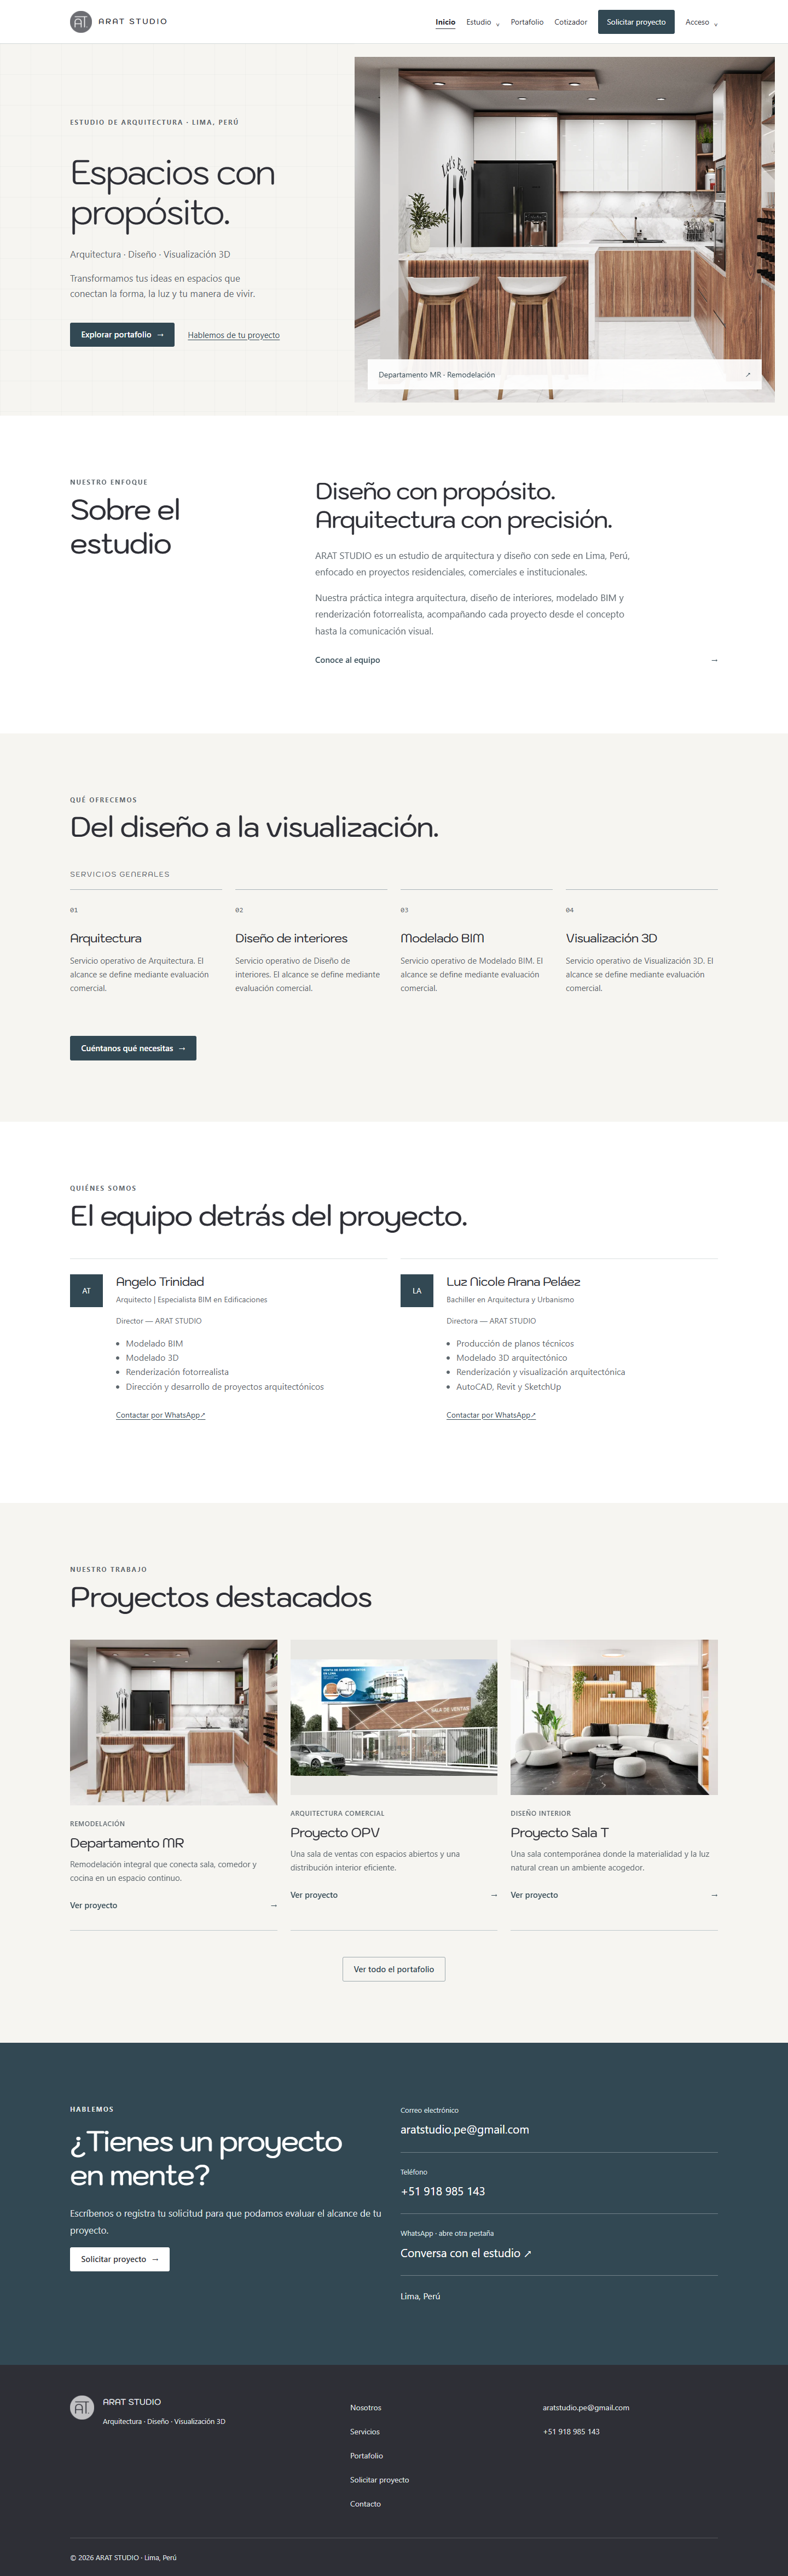 ARAT STUDIO
Inicio
Estudio
Portafolio
Cotizador
Solicitar proyecto
Acceso
ESTUDIO DE ARQUITECTURA · LIMA, PERÚ
Espacios con
propósito.
Arquitectura · Diseño · Visualización 3D
Transformamos tus ideas en espacios que
conectan la forma, la luz y tu manera de vivir.
Explorar portafolio →
Hablemos de tu proyecto
Let's Eat
Departamento MR · Remodelación ↗
NUESTRO ENFOQUE
Sobre el
estudio
Diseño con propósito.
Arquitectura con precisión.
ARAT STUDIO es un estudio de arquitectura y diseño con sede en Lima, Perú,
enfocado en proyectos residenciales, comerciales e institucionales.
Nuestra práctica integra arquitectura, diseño de interiores, modelado BIM y
renderización fotorrealista, acompañando cada proyecto desde el concepto
hasta la comunicación visual.
Conoce al equipo →
QUÉ OFRECEMOS
Del diseño a la visualización.
SERVICIOS GENERALES
01
Arquitectura
Servicio operativo de Arquitectura. El
alcance se define mediante evaluación
comercial.
02
Diseño de interiores
Servicio operativo de Diseño de
interiores. El alcance se define mediante
evaluación comercial.
03
Modelado BIM
Servicio operativo de Modelado BIM. El
alcance se define mediante evaluación
comercial.
04
Visualización 3D
Servicio operativo de Visualización 3D. El
alcance se define mediante evaluación
comercial.
Cuéntanos qué necesitas →
QUIÉNES SOMOS
El equipo detrás del proyecto.
AT
Angelo Trinidad
Arquitecto | Especialista BIM en Edificaciones
Director — ARAT STUDIO
• Modelado BIM
• Modelado 3D
• Renderización fotorrealista
• Dirección y desarrollo de proyectos arquitectónicos
Contactar por WhatsApp↗
LA
Luz Nicole Arana Peláez
Bachiller en Arquitectura y Urbanismo
Directora — ARAT STUDIO
• Producción de planos técnicos
• Modelado 3D arquitectónico
• Renderización y visualización arquitectónica
• AutoCAD, Revit y SketchUp
Contactar por WhatsApp↗
NUESTRO TRABAJO
Proyectos destacados
REMODELACIÓN
Departamento MR
Remodelación integral que conecta sala, comedor y
cocina en un espacio continuo.
Ver proyecto →
SALA DE VENTAS
ARQUITECTURA COMERCIAL
Proyecto OPV
Una sala de ventas con espacios abiertos y una
distribución interior eficiente.
Ver proyecto →
DISEÑO INTERIOR
Proyecto Sala T
Una sala contemporánea donde la materialidad y la luz
natural crean un ambiente acogedor.
Ver proyecto →
Ver todo el portafolio
HABLEMOS
¿Tienes un proyecto
en mente?
Escríbenos o registra tu solicitud para que podamos evaluar el alcance de tu
proyecto.
Solicitar proyecto →
Correo electrónico
aratstudio.pe@gmail.com
Teléfono
+51 918 985 143
WhatsApp · abre otra pestaña
Conversa con el estudio ↗
Lima, Perú
ARAT STUDIO
Arquitectura · Diseño · Visualización 3D
Nosotros
Servicios
Portafolio
Solicitar proyecto
Contacto
aratstudio.pe@gmail.com
+51 918 985 143
© 2026 ARAT STUDIO · Lima, Perú